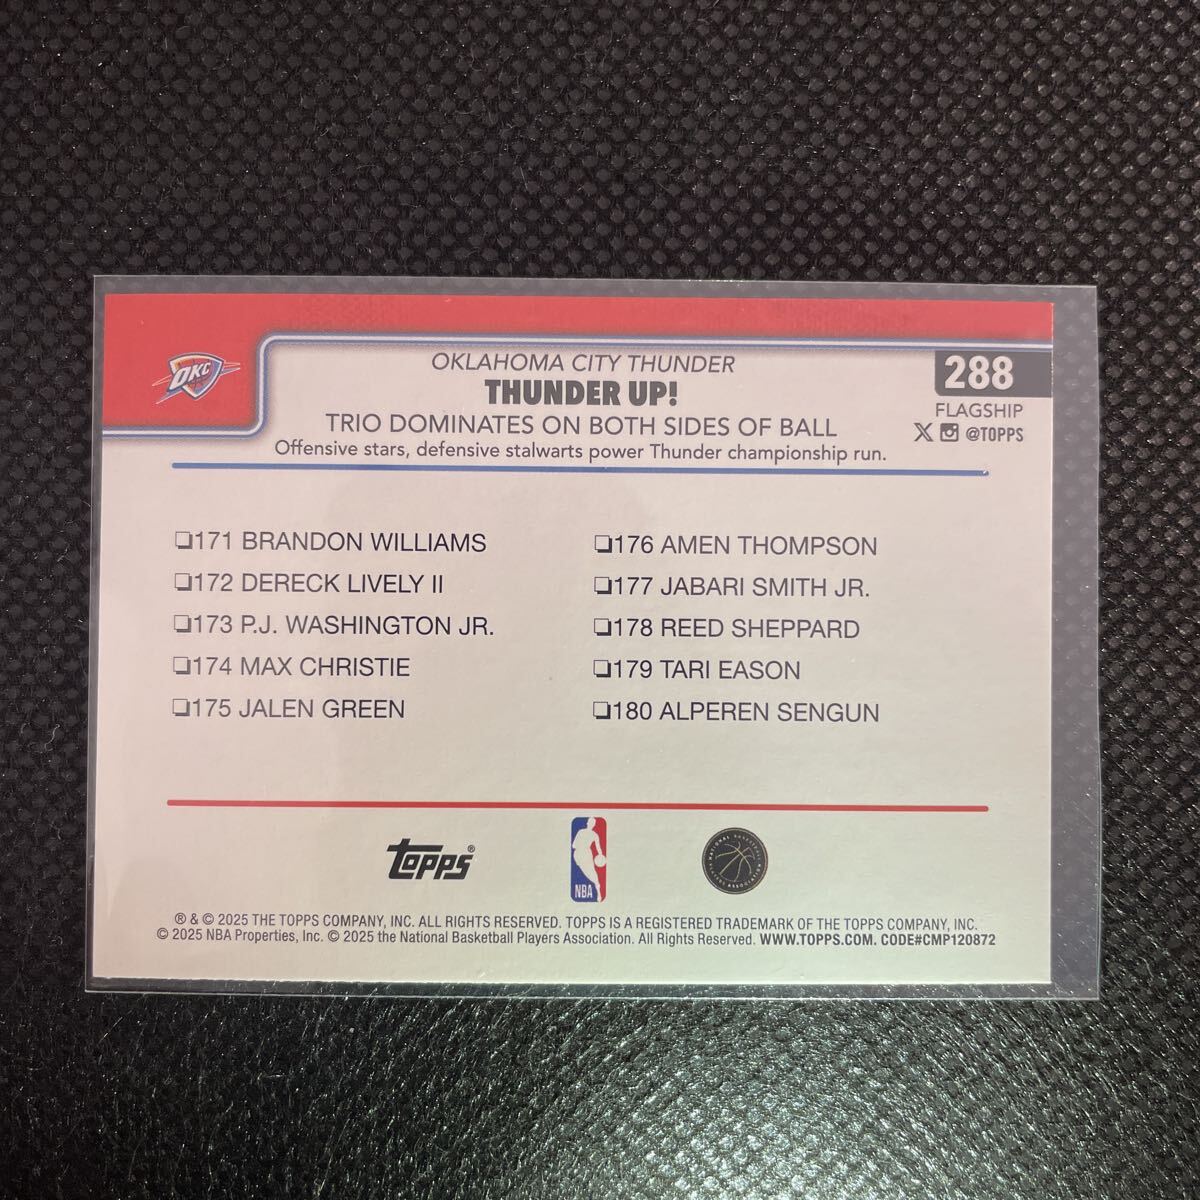 OKC
OKLAHOMA CITY THUNDER
THUNDER UP!
TRIO DOMINATES ON BOTH SIDES OF BALL
Offensive stars, defensive stalwarts power Thunder championship run.
288
FLAGSHIP
@TOPPS
❑171 BRANDON WILLIAMS
❑172 DERECK LIVELY II
❑173 P.J. WASHINGTON JR.
❑174 MAX CHRISTIE
❑175 JALEN GREEN
❑176 AMEN THOMPSON
❑177 JABARI SMITH JR.
❑178 REED SHEPPARD
❑179 TARI EASON
❑180 ALPEREN SENGUN
Topps®
NBA
® & © 2025 THE TOPPS COMPANY, INC. ALL RIGHTS RESERVED. TOPPS IS A REGISTERED TRADEMARK OF THE TOPPS COMPANY, INC.
© 2025 NBA Properties, Inc. © 2025 the National Basketball Players Association. All Rights Reserved. WWW.TOPPS.COM. CODE#CMP120872